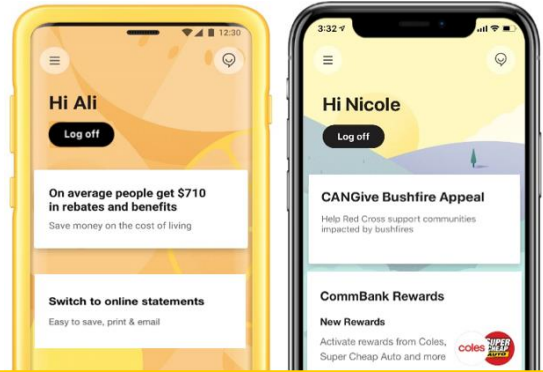 12:30
Hi Ali
Log off
On average people get $710
in rebates and benefits
Save money on the cost of living
Switch to online statements
Easy to save, print & email
3:32
Hi Nicole
Log off
CANGive Bushfire Appeal
Help Red Cross support communities
impacted by bushfires
CommBank Rewards
New Rewards
Activate rewards from Coles,
Super Cheap Auto and more
coles
SUPER
CHEAP
AUTO